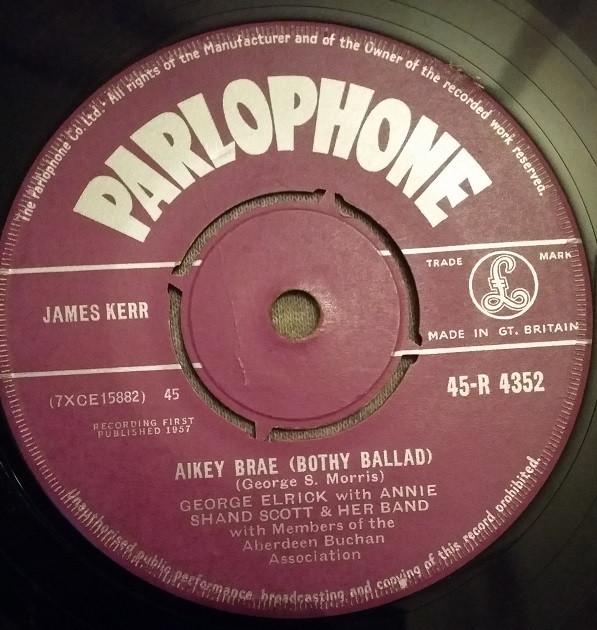 The Parlophone Co. Ltd. · All rights of the Manufacturer and of the Owner of the recorded work reserved.
PARLOPHONE
TRADE MARK
£
JAMES KERR
MADE IN GT. BRITAIN
(7XCE15882) 45
45-R 4352
RECORDING FIRST
PUBLISHED 1957
AIKEY BRAE (BOTHY BALLAD)
(George S. Morris)
GEORGE ELRICK with ANNIE
SHAND SCOTT & HER BAND
with Members of the
Aberdeen Buchan
Association
Unauthorised public performance, broadcasting and copying of this record prohibited.